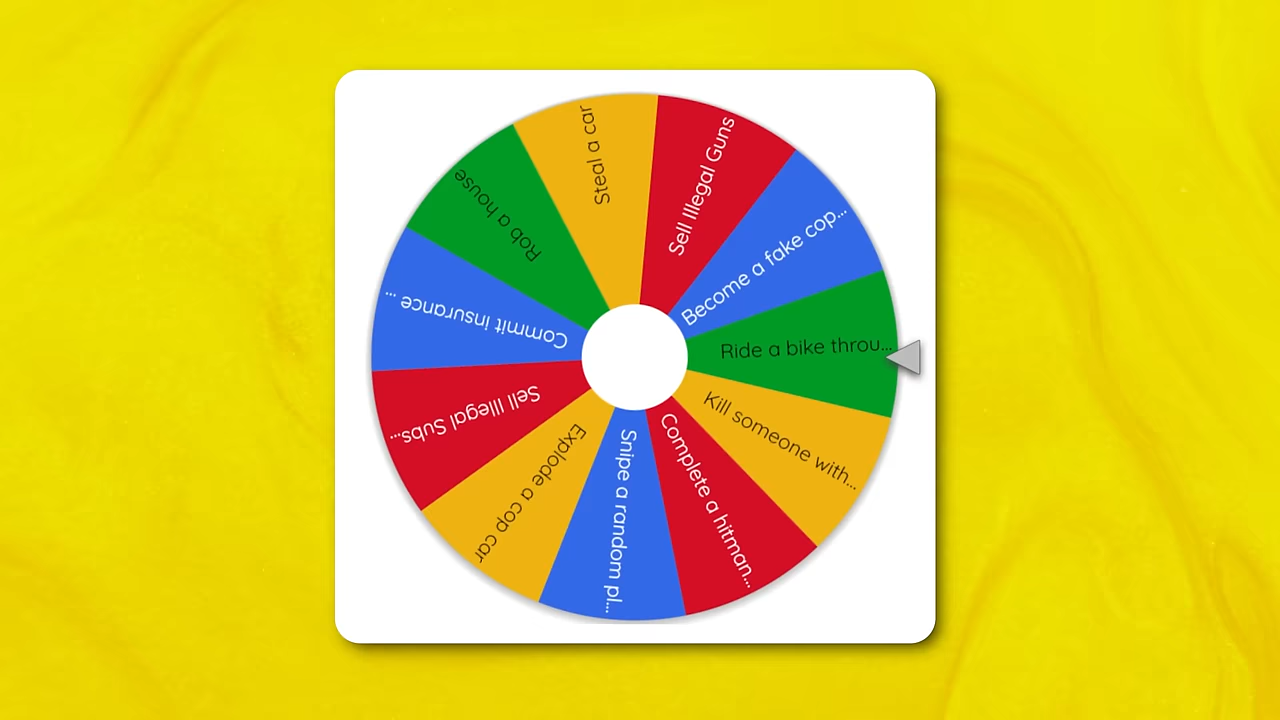 Steal a car
Sell Illegal Guns
Become a fake cop...
Ride a bike throu...
Kill someone with...
Complete a hitman...
Snipe a random pl...
Explode a cop car
Sell Illegal Subs...
Commit insurance ...
Rob a house